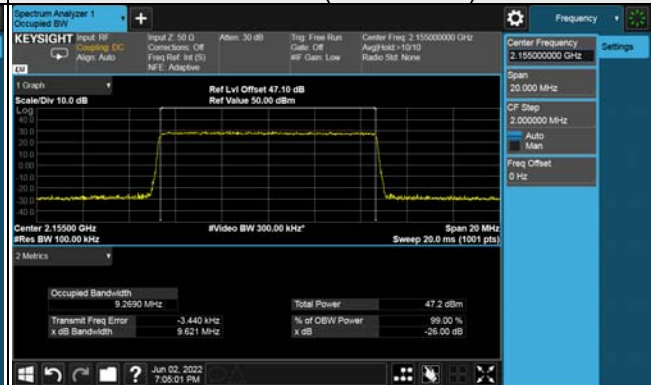 Spectrum Analyzer 1
Occupied BW
Frequency
KEYSIGHT
Input: RF
Coupling: DC
Align: Auto
Input Z: 50 Ω
Corrections: Off
Freq Ref: Int (S)
NFE: Adaptive
Atten: 30 dB
Trig: Free Run
Gate: Off
#IF Gain: Low
Center Freq: 2.155000000 GHz
Avg|Hold:>10/10
Radio Std: None
Center Frequency
2.155000000 GHz
Settings
Span
20.000 MHz
CF Step
2.000000 MHz
Auto
Man
Freq Offset
0 Hz
1 Graph
Scale/Div 10.0 dB
Ref Lvl Offset 47.10 dB
Ref Value 50.00 dBm
Log
40.0
30.0
20.0
10.0
0.00
-10.0
-20.0
-30.0
-40.0
Center 2.15500 GHz
#Video BW 300.00 kHz*
Span 20 MHz
#Res BW 100.00 kHz
Sweep 20.0 ms (1001 pts)
2 Metrics
Occupied Bandwidth
9.2690 MHz
Total Power 47.2 dBm
Transmit Freq Error -3.440 kHz
% of OBW Power 99.00 %
x dB Bandwidth 9.621 MHz
x dB -26.00 dB
Jun 02, 2022
7:05:01 PM